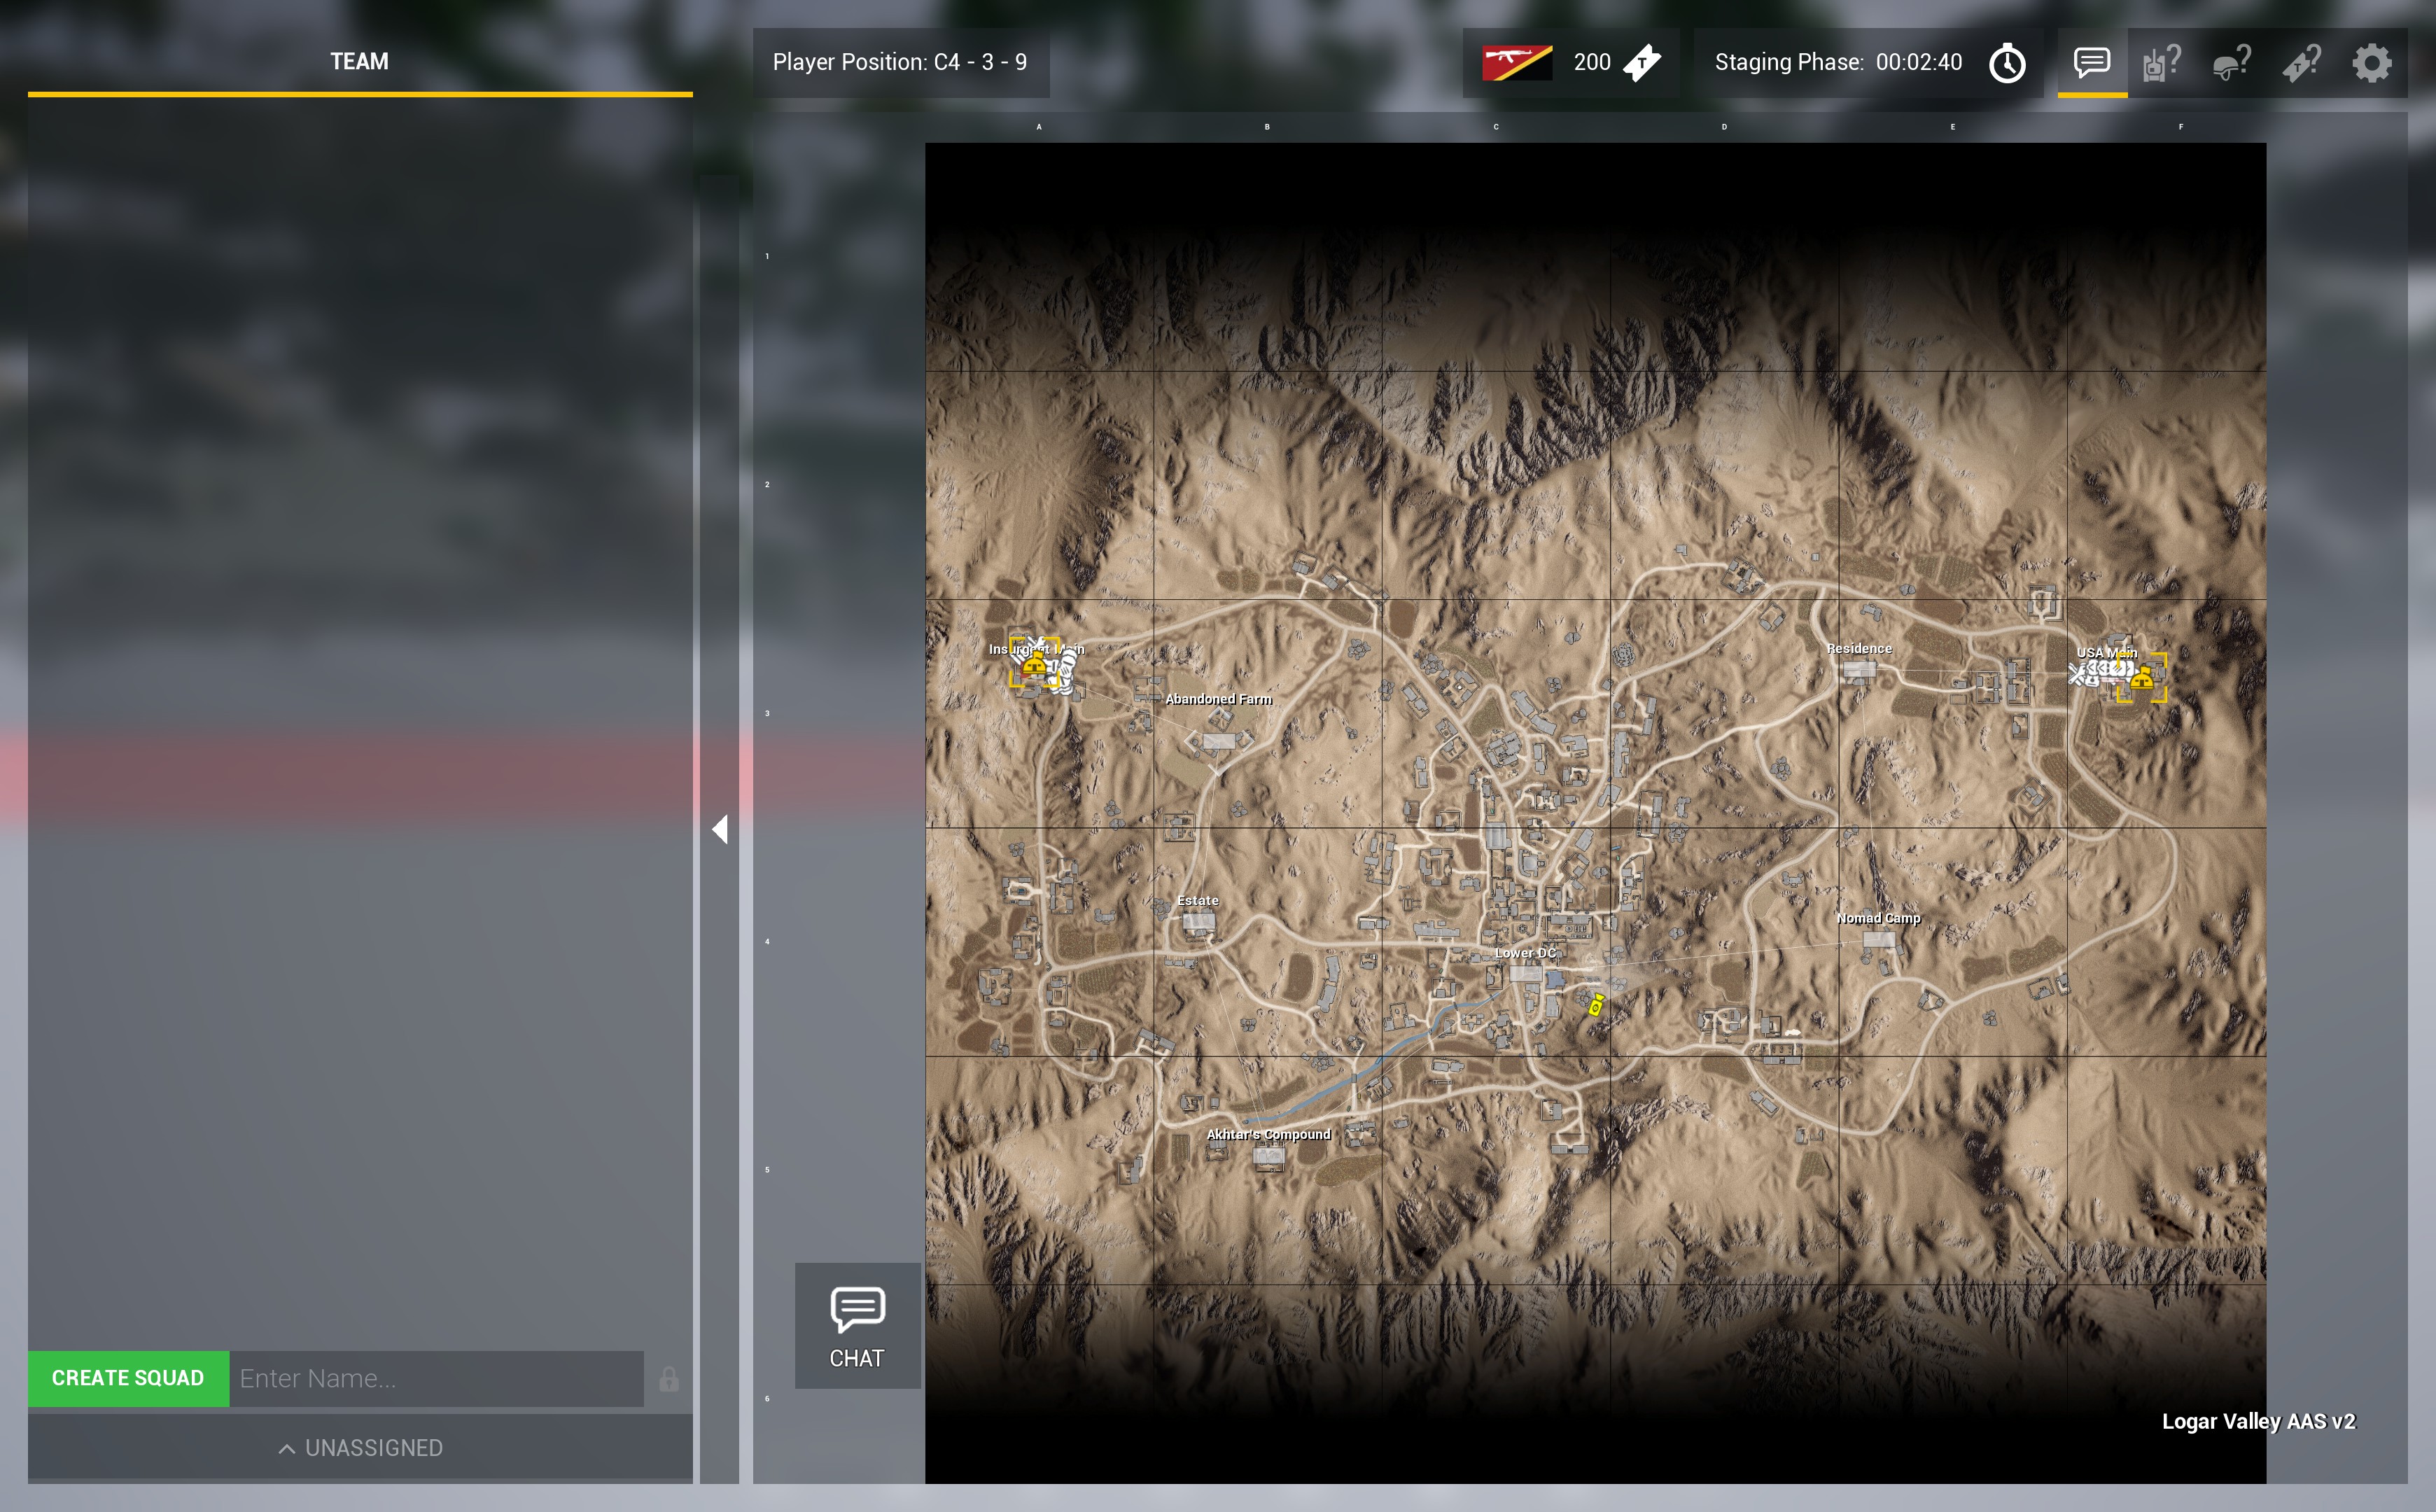 TEAM
Player Position: C4 - 3 - 9
200
T
Staging Phase: 00:02:40
? ? ?
A B C D E F
1
2
3
4
5
6
Insurgent Main
Residence
USA Main
Abandoned Farm
Estate
Nomad Camp
Lower DC
Akhtar's Compound
CHAT
CREATE SQUAD
Enter Name...
Logar Valley AAS v2
UNASSIGNED